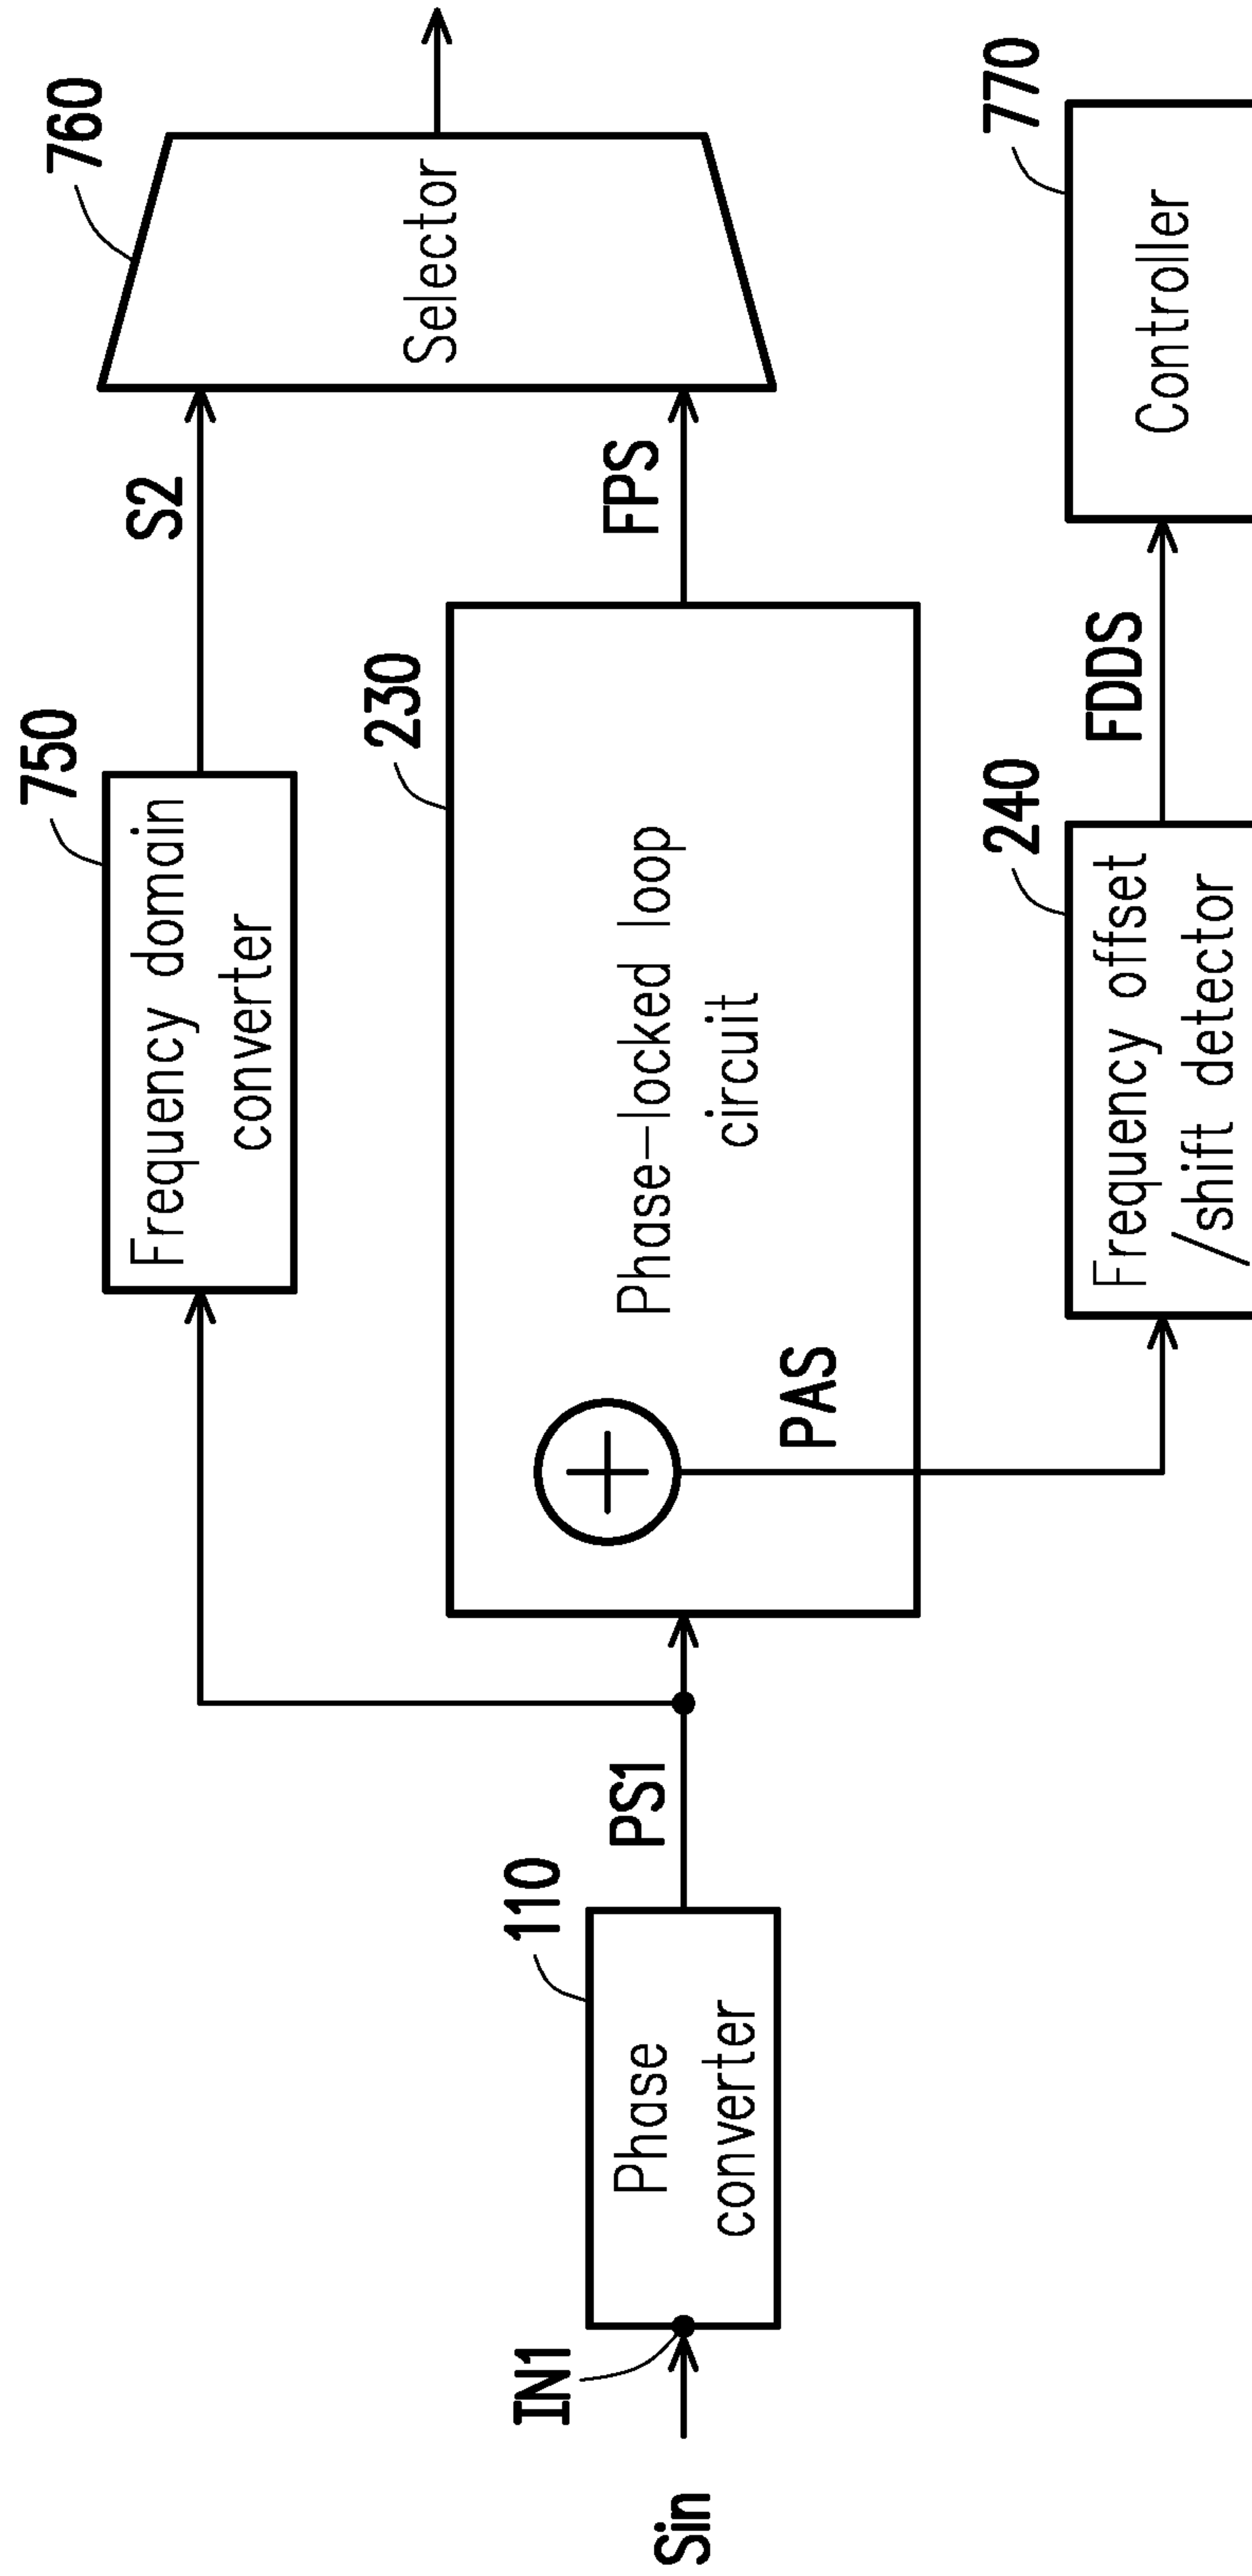 Sin
IN1
110
Phase
converter
PS1
750
Frequency domain
converter
S2
230
Phase-locked loop
circuit
PAS
FPS
760
Selector
240
Frequency offset
/shift detector
FDDS
770
Controller